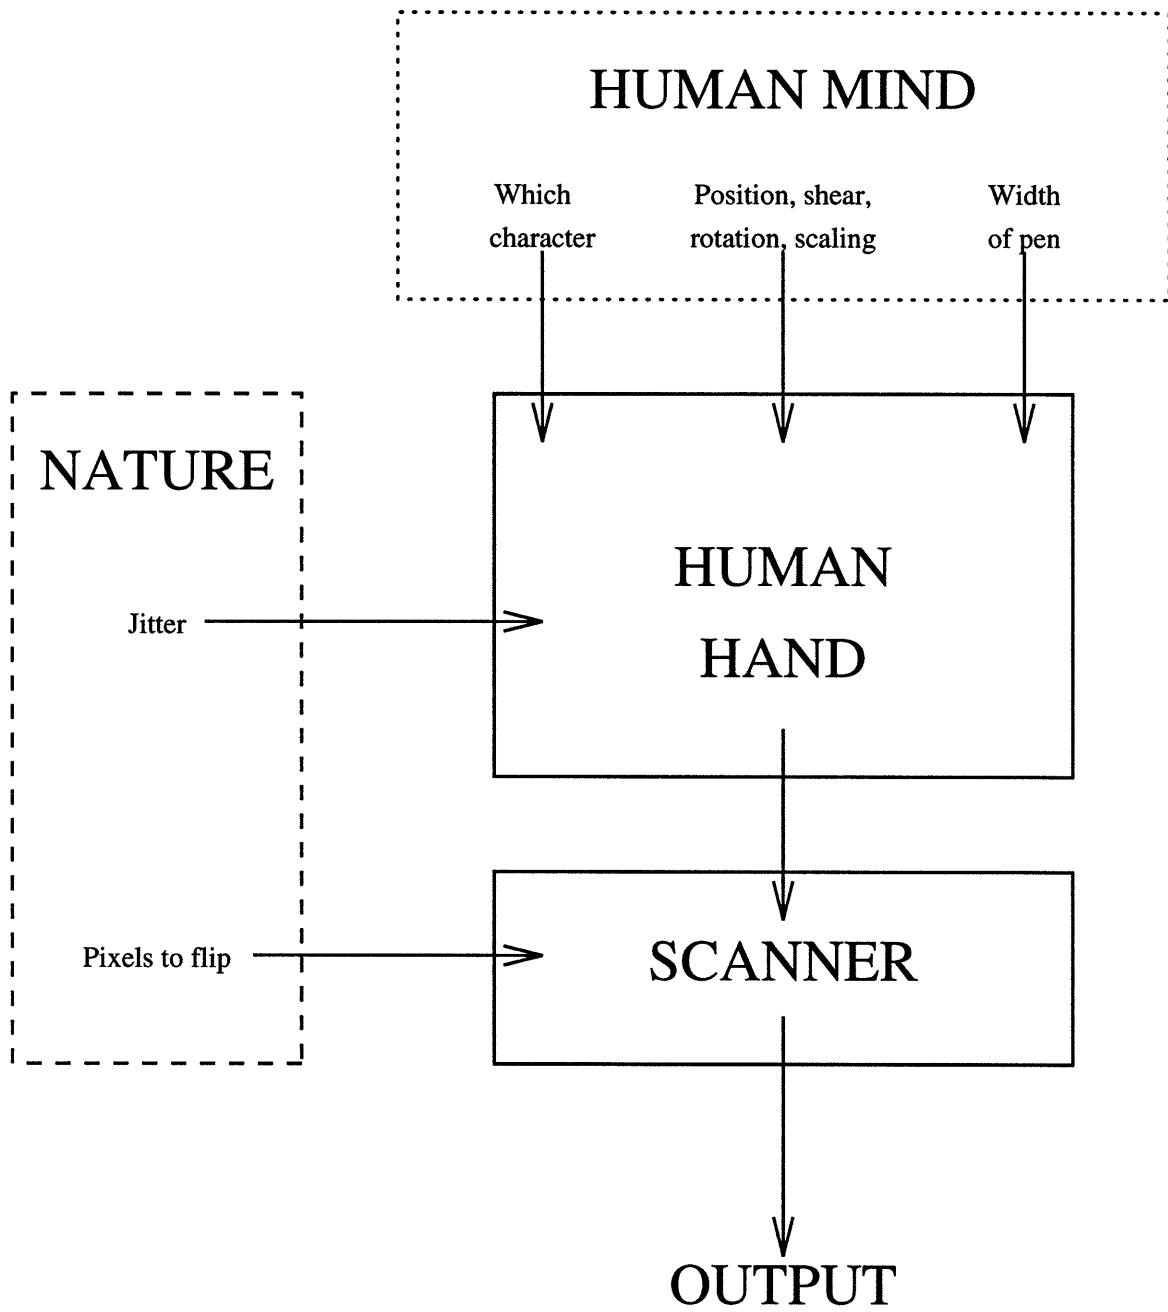 HUMAN MIND
Which
character
Position, shear,
rotation, scaling
Width
of pen
NATURE
Jitter
HUMAN
HAND
Pixels to flip
SCANNER
OUTPUT